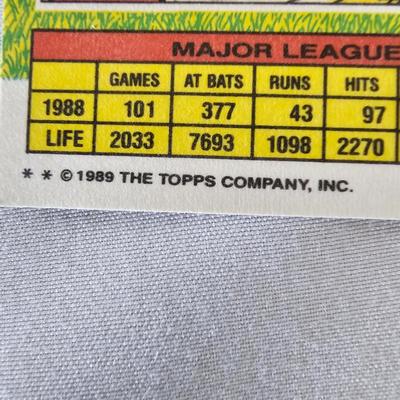 MAJOR LEAGUE
GAMES AT BATS RUNS HITS
1988 101 377 43 97
LIFE 2033 7693 1098 2270
* * © 1989 THE TOPPS COMPANY, INC.